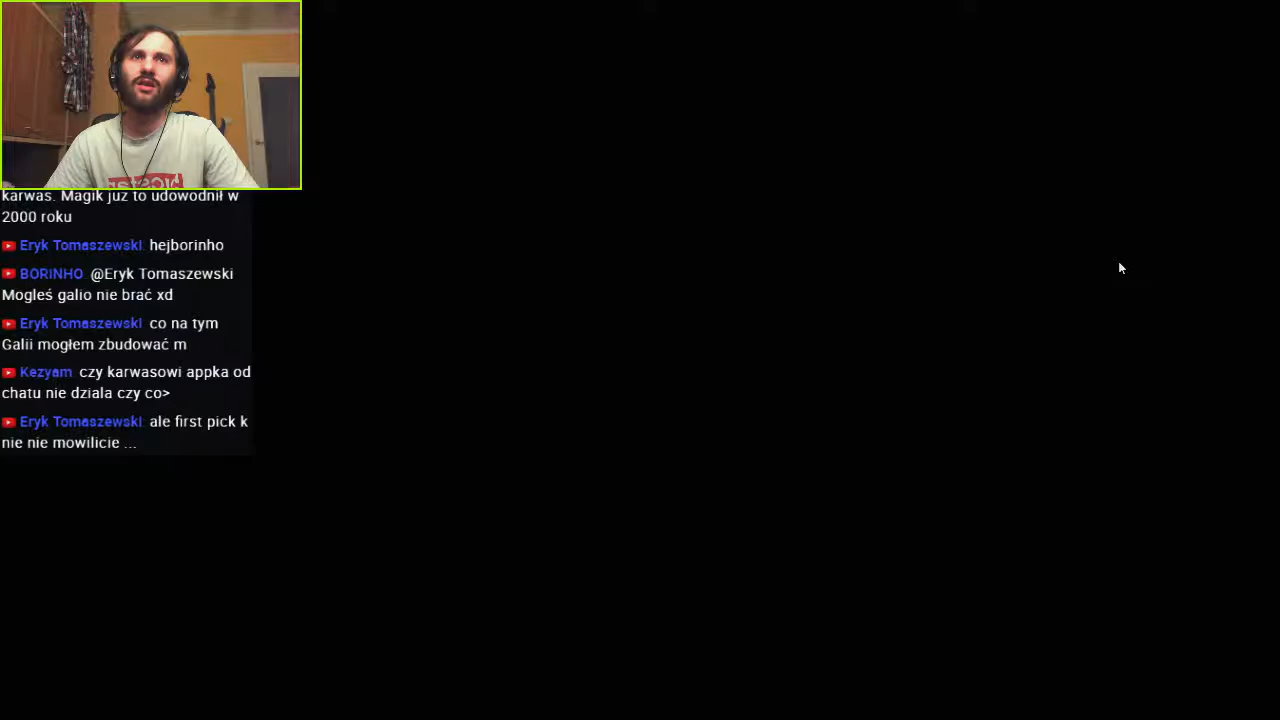 karwas. Magik już to udowodnił w
2000 roku
Eryk Tomaszewski hejborinho
BORINHO @Eryk Tomaszewski
Mogleś galio nie brać xd
Eryk Tomaszewski co na tym
Galii mogłem zbudować m
Kezyam czy karwasowi appka od
chatu nie dziala czy co>
Eryk Tomaszewski ale first pick k
nie nie mowilicie ...